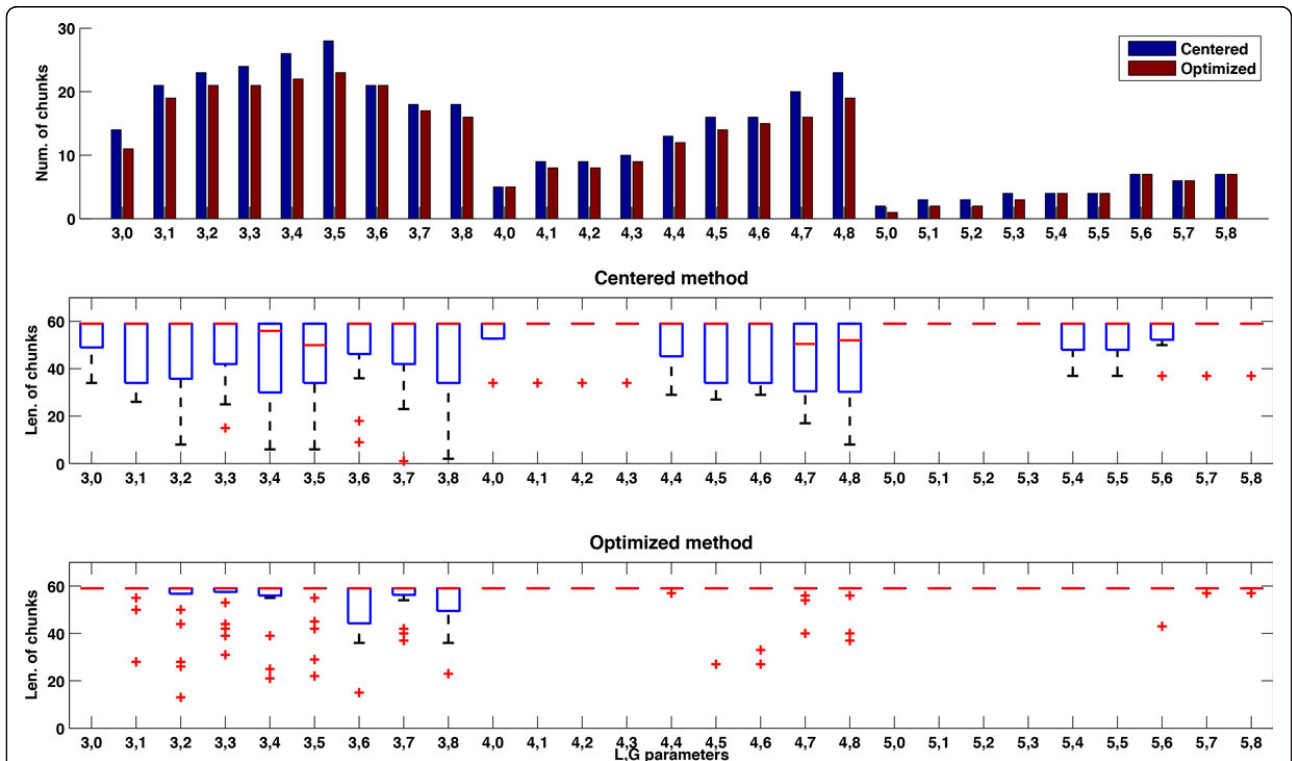 30
20
10
0
Num. of chunks
Centered
Optimized
3,0 3,1 3,2 3,3 3,4 3,5 3,6 3,7 3,8 4,0 4,1 4,2 4,3 4,4 4,5 4,6 4,7 4,8 5,0 5,1 5,2 5,3 5,4 5,5 5,6 5,7 5,8
Centered method
60
40
20
0
Len. of chunks
3,0 3,1 3,2 3,3 3,4 3,5 3,6 3,7 3,8 4,0 4,1 4,2 4,3 4,4 4,5 4,6 4,7 4,8 5,0 5,1 5,2 5,3 5,4 5,5 5,6 5,7 5,8
Optimized method
60
40
20
0
Len. of chunks
3,0 3,1 3,2 3,3 3,4 3,5 3,6 3,7 3,8 4,0 4,1 4,2 4,3 4,4 4,5 4,6 4,7 4,8 5,0 5,1 5,2 5,3 5,4 5,5 5,6 5,7 5,8
L,G parameters